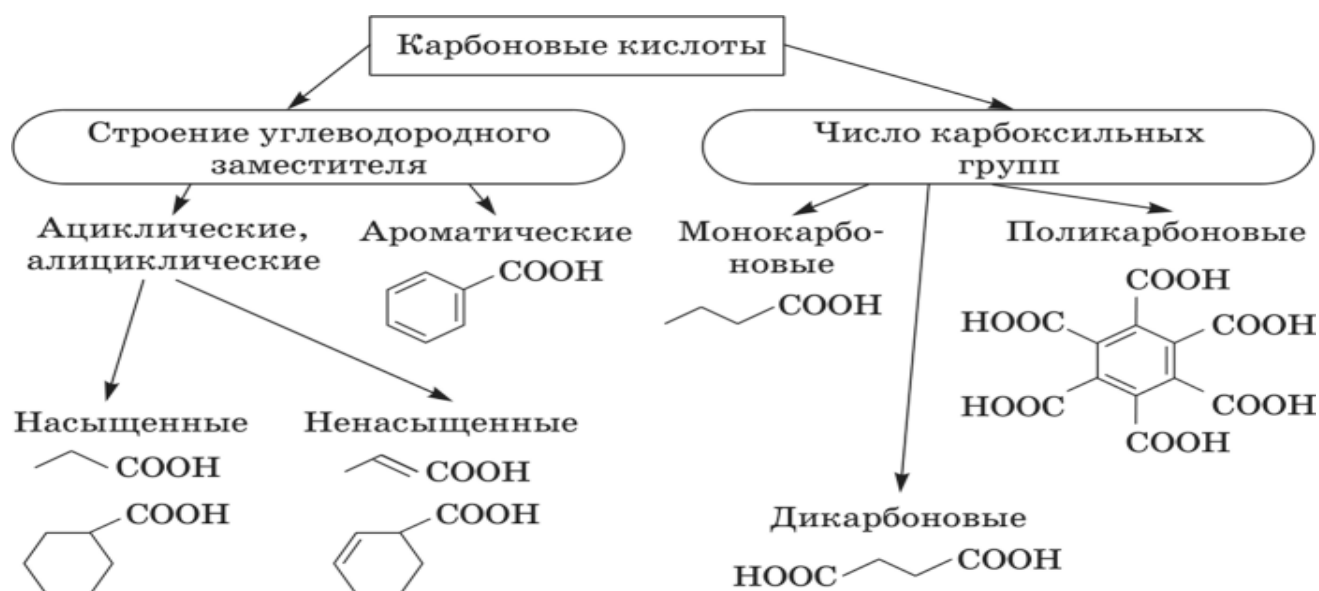 Карбоновые кислоты
Строение углеводородного
заместителя
Число карбоксильных
групп
Ациклические,
алициклические
Ароматические
COOH
Монокарбо-
новые
COOH
Поликарбоновые
COOH
HOOC
COOH
HOOC
COOH
COOH
Насыщенные
COOH
COOH
Ненасыщенные
COOH
COOH
Дикарбоновые
HOOC
COOH